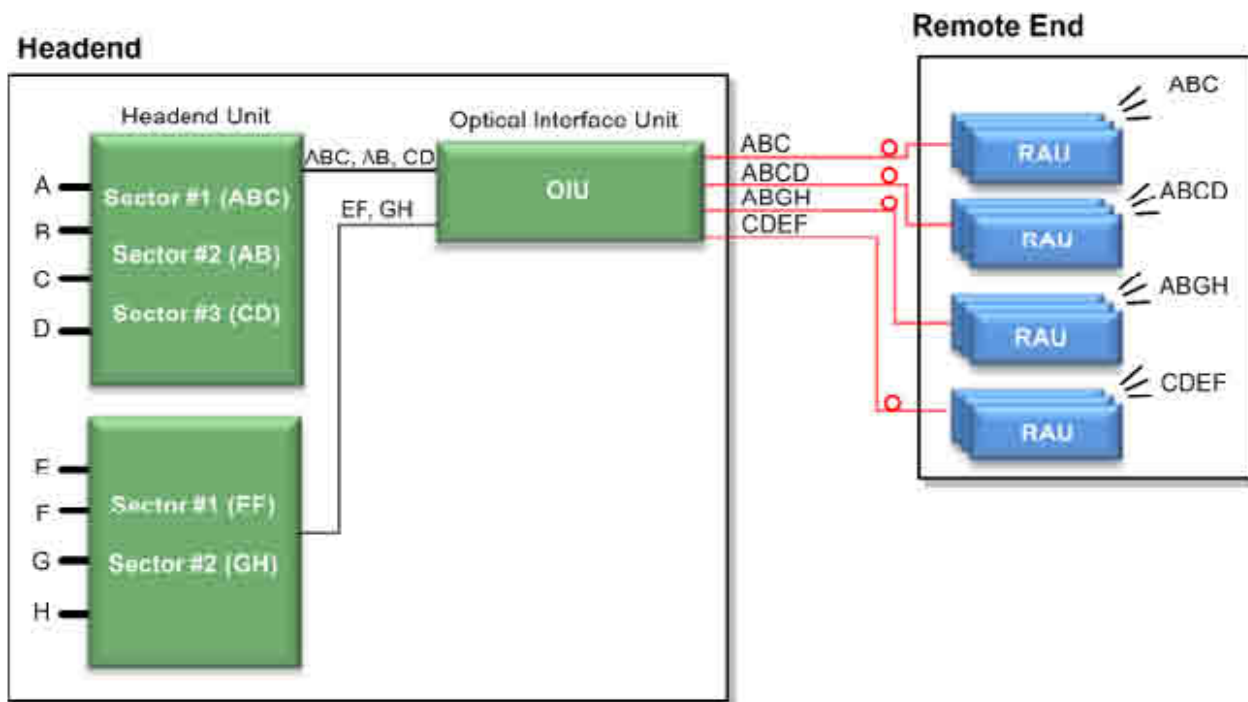 Headend
Remote End
Headend Unit
Optical Interface Unit
A
B
C
D
Sector #1 (ABC)
Sector #2 (AB)
Sector #3 (CD)
ABC, AB, CD
EF, GH
OIU
ABC
ABCD
ABGH
CDEF
RAU
ABC
RAU
ABCD
RAU
ABGH
RAU
CDEF
E
F
G
H
Sector #1 (EF)
Sector #2 (GH)